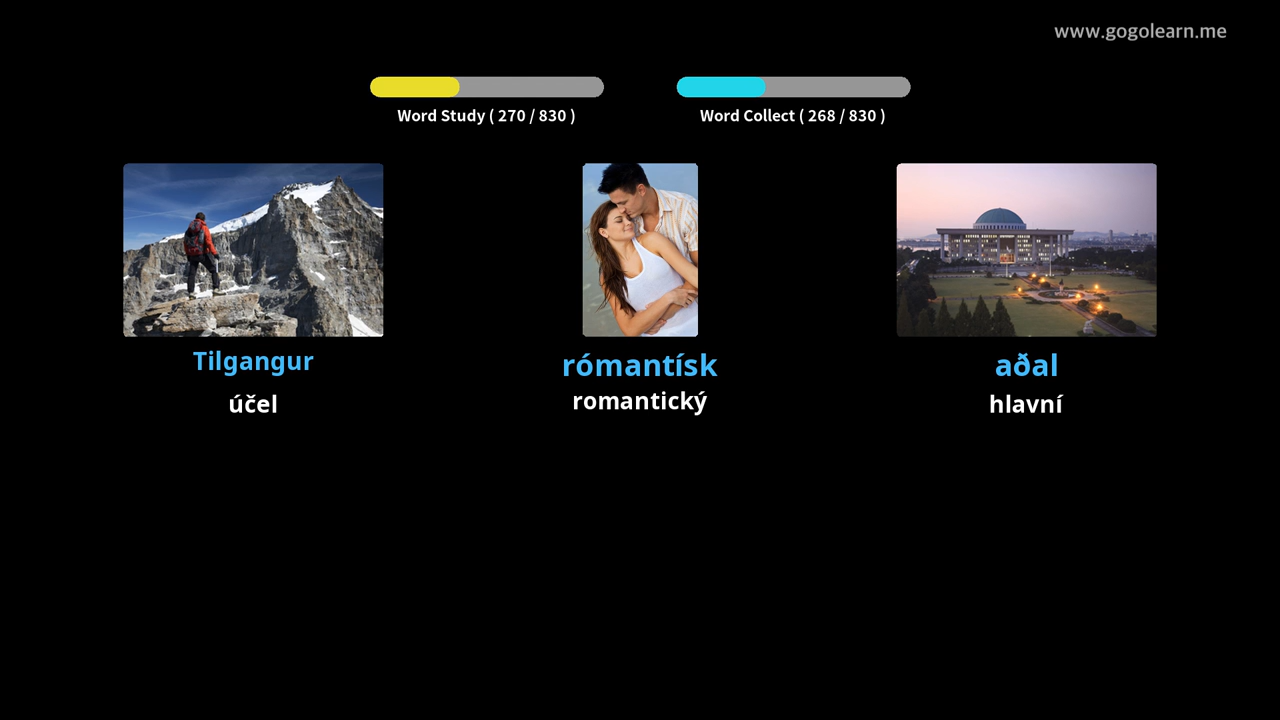 www.gogolearn.me
Word Study ( 270 / 830 )
Word Collect ( 268 / 830 )
Tilgangur
rómantísk
aðal
účel
romantický
hlavní